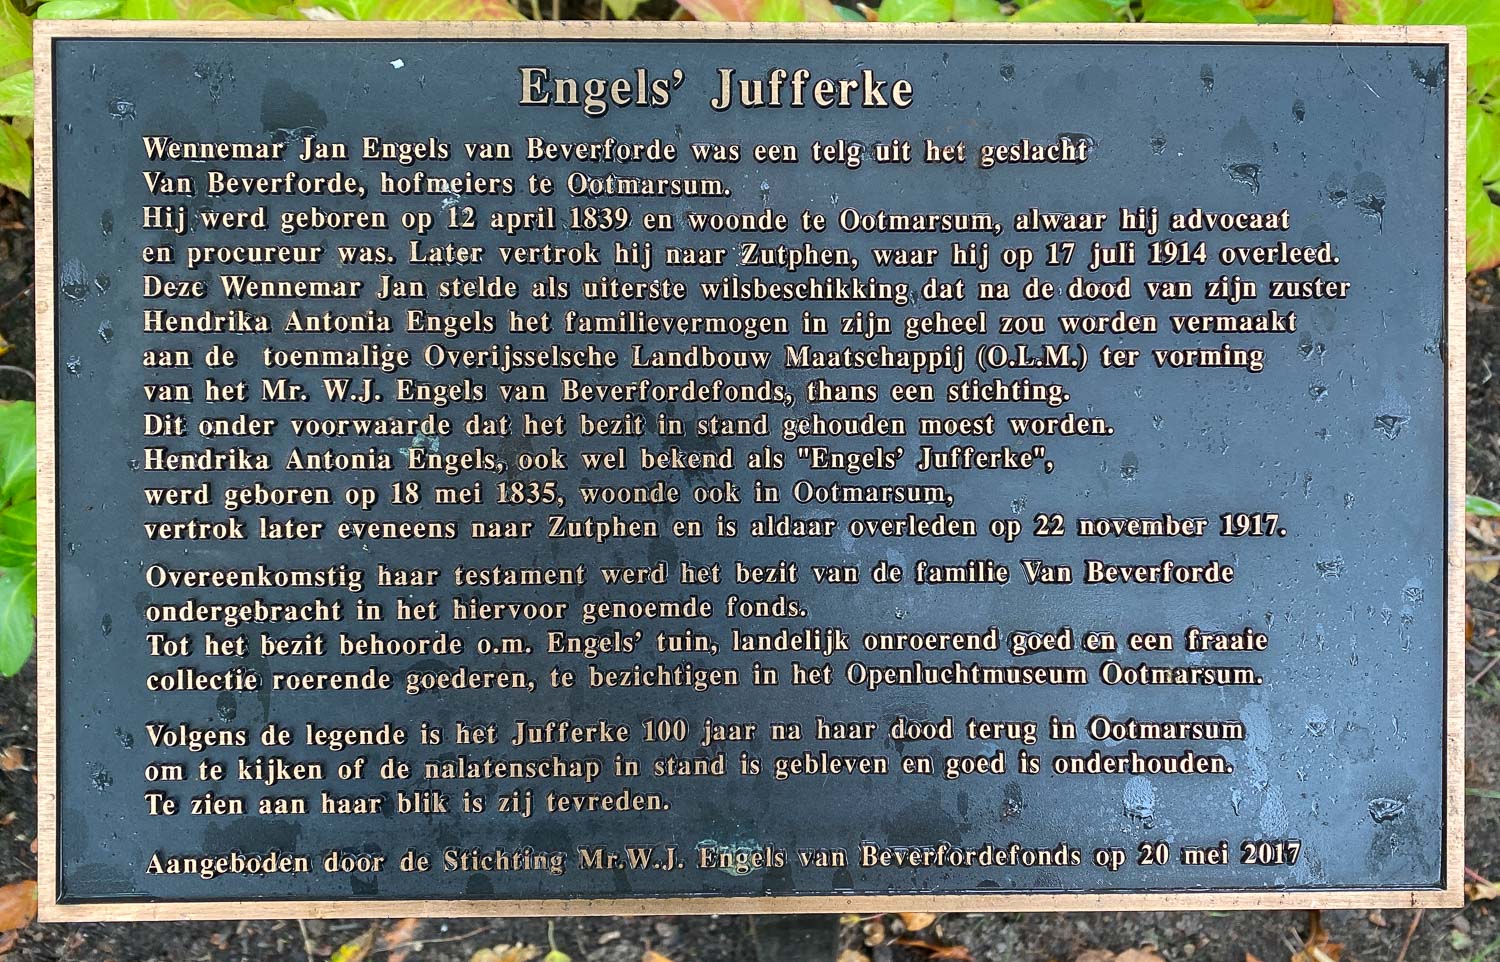 Engels’ Jufferke
Wennemar Jan Engels van Beverforde was een telg uit het geslacht
Van Beverforde, hofmeiers te Ootmarsum.
Hij werd geboren op 12 april 1839 en woonde te Ootmarsum, alwaar hij advocaat
en procureur was. Later vertrok hij naar Zutphen, waar hij op 17 juli 1914 overleed.
Deze Wennemar Jan stelde als uiterste wilsbeschikking dat na de dood van zijn zuster
Hendrika Antonia Engels het familievermogen in zijn geheel zou worden vermaakt
aan de toenmalige Overijsselsche Landbouw Maatschappij (O.L.M.) ter vorming
van het Mr. W.J. Engels van Beverfordefonds, thans een stichting.
Dit onder voorwaarde dat het bezit in stand gehouden moest worden.
Hendrika Antonia Engels, ook wel bekend als "Engels’ Jufferke",
werd geboren op 18 mei 1835, woonde ook in Ootmarsum,
vertrok later eveneens naar Zutphen en is aldaar overleden op 22 november 1917.
Overeenkomstig haar testament werd het bezit van de familie Van Beverforde
ondergebracht in het hiervoor genoemde fonds.
Tot het bezit behoorde o.m. Engels’ tuin, landelijk onroerend goed en een fraaie
collectie roerende goederen, te bezichtigen in het Openluchtmuseum Ootmarsum.
Volgens de legende is het Jufferke 100 jaar na haar dood terug in Ootmarsum
om te kijken of de nalatenschap in stand is gebleven en goed is onderhouden.
Te zien aan haar blik is zij tevreden.
Aangeboden door de Stichting Mr.W.J. Engels van Beverfordefonds op 20 mei 2017